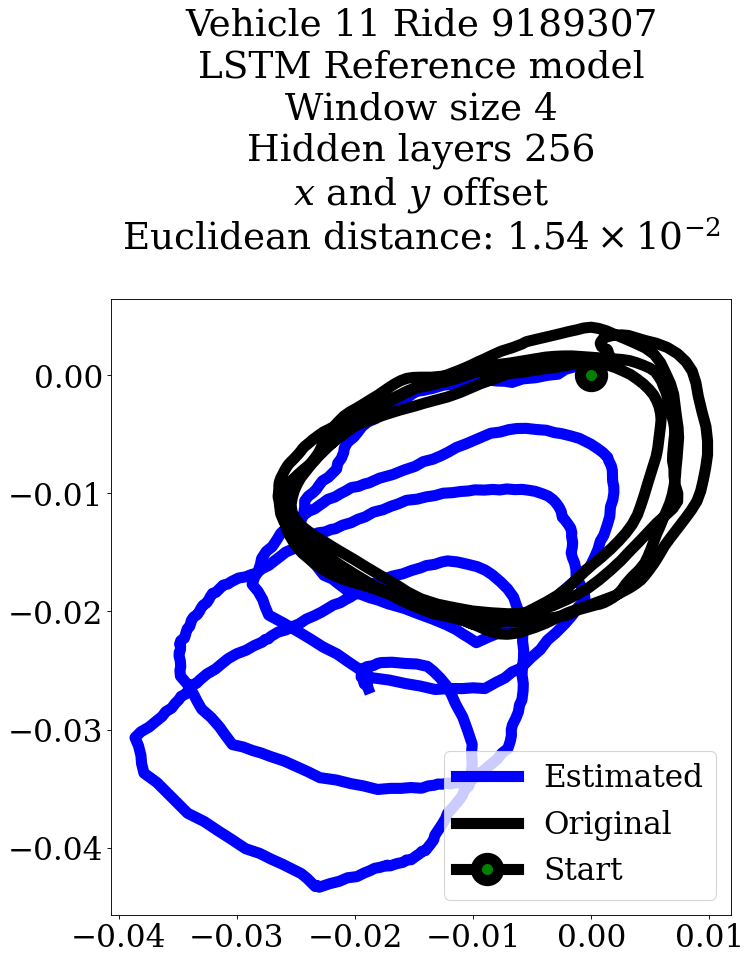 Vehicle 11 Ride 9189307
LSTM Reference model
Window size 4
Hidden layers 256
x and y offset
Euclidean distance: 1.54 × 10⁻²
0.00
−0.01
−0.02
−0.03
−0.04
Estimated
Original
Start
−0.04 −0.03 −0.02 −0.01 0.00 0.01